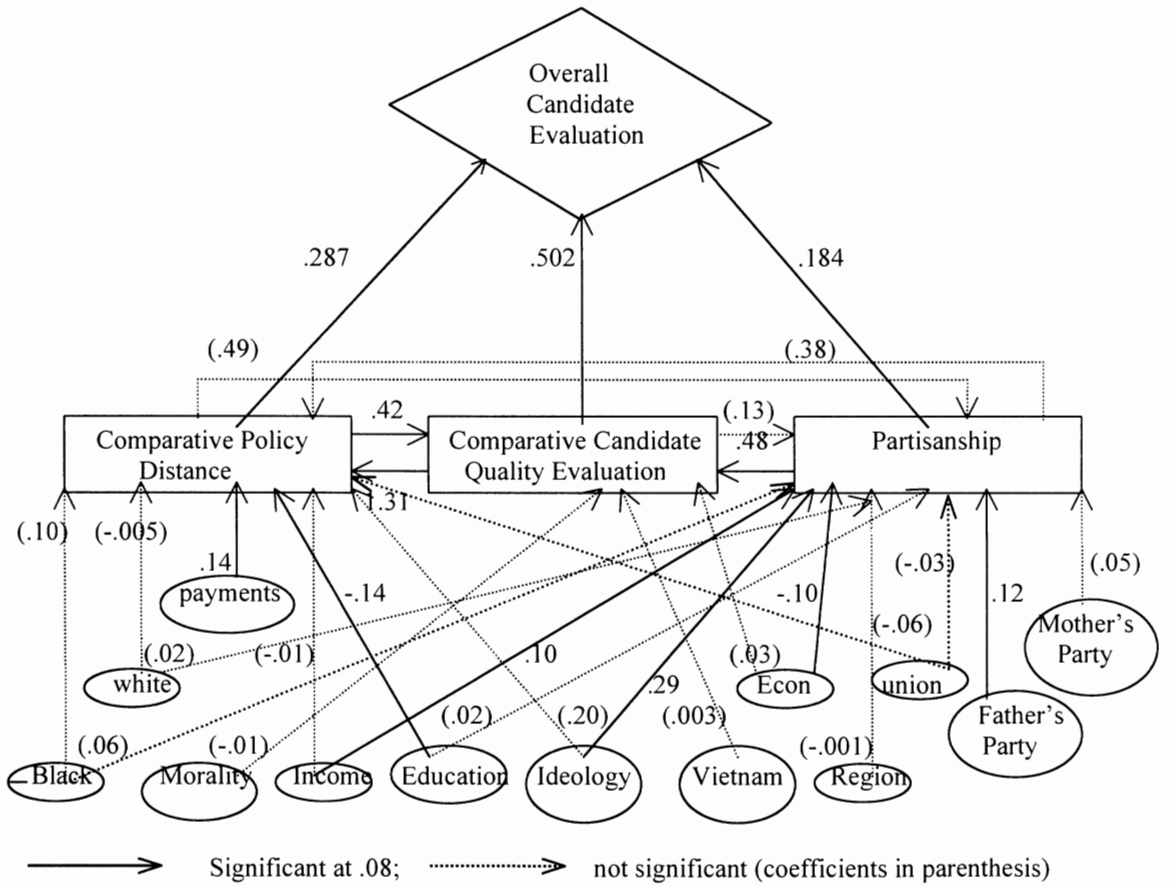 Overall
Candidate
Evaluation
.287
.502
.184
(.49)
(.38)
.42
(.13)
Comparative Policy
Distance
Comparative Candidate
Quality Evaluation
.48
Partisanship
1.31
(.10)
(-.005)
.14
payments
-.14
-.10
(-.03)
.12
(.05)
(.02)
(-.01)
.10
(.03)
(-.06)
Mother's
Party
white
.29
Econ
union
(.06)
(-.01)
(.02)
(.20)
(.003)
(-.001)
Father's
Party
Black
Morality
Income
Education
Ideology
Vietnam
Region
Significant at .08;
not significant (coefficients in parenthesis)